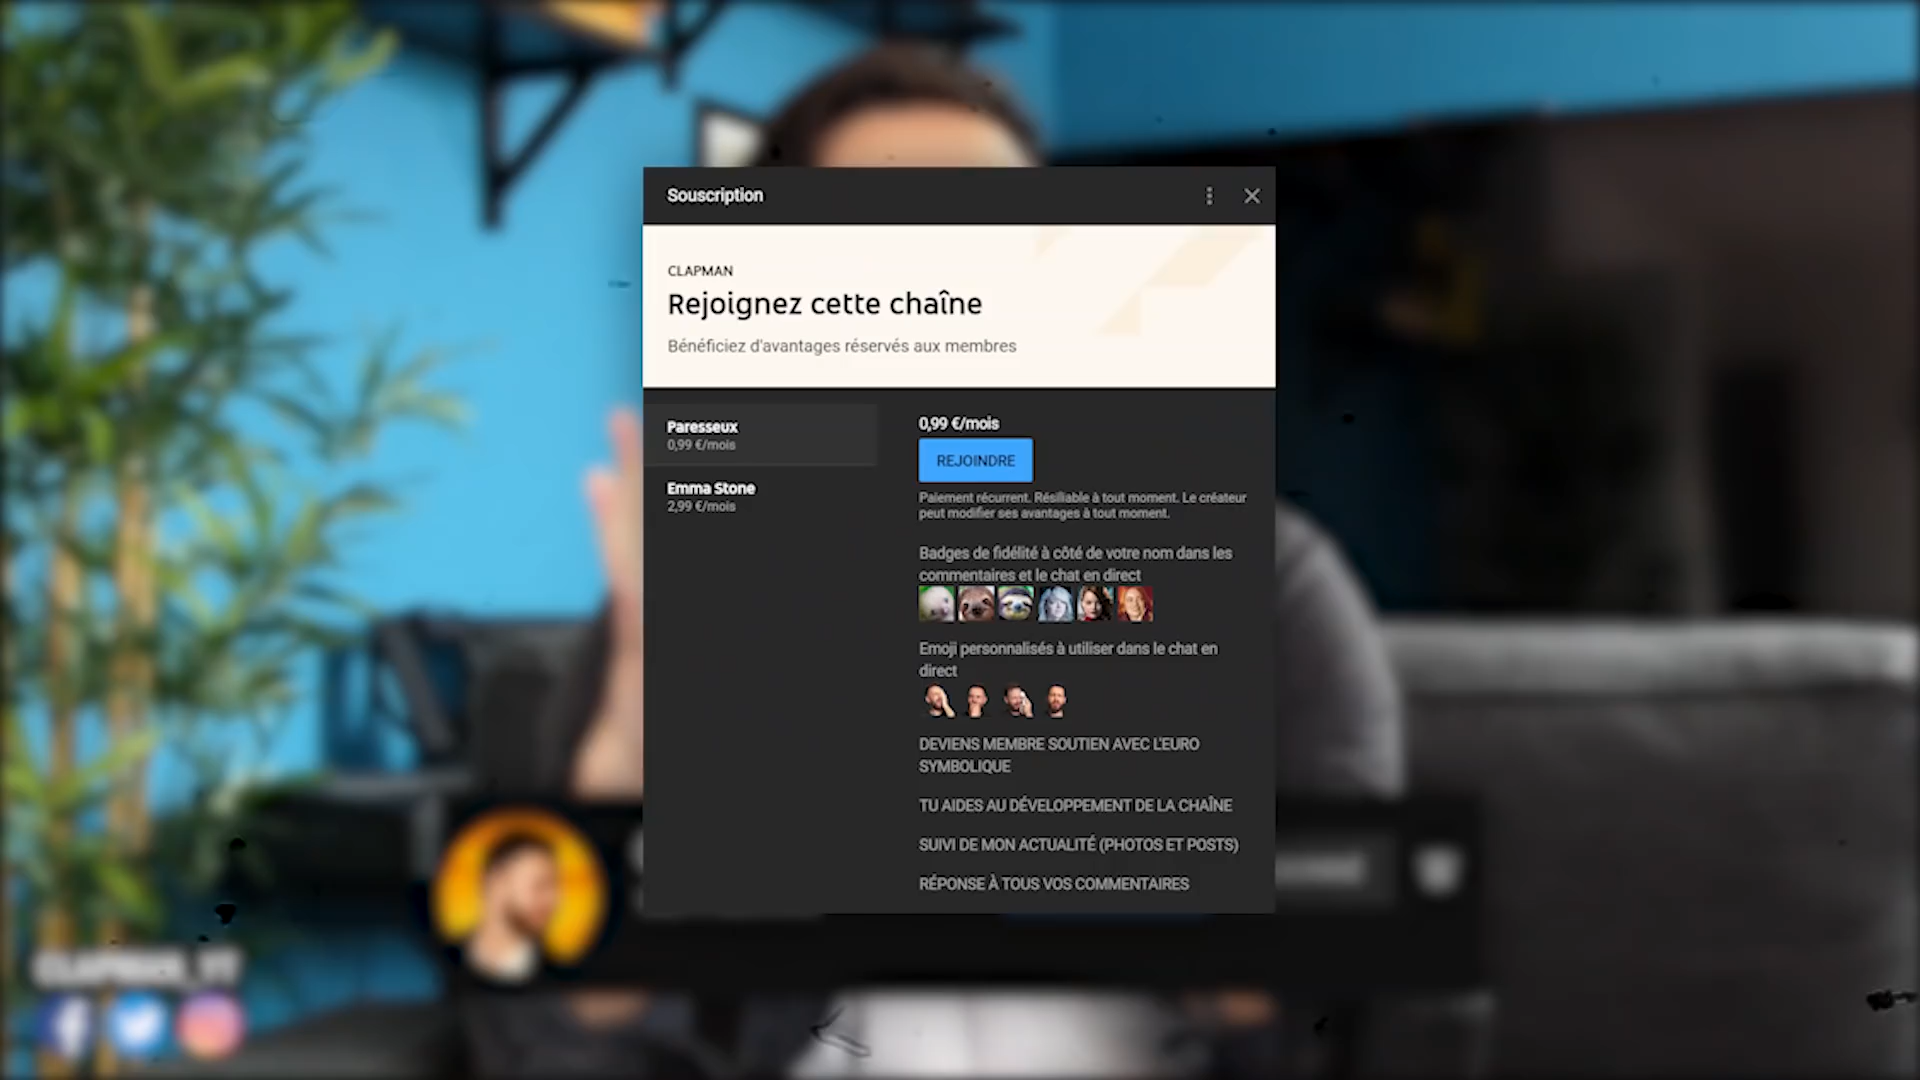 Souscription
CLAPMAN
Rejoignez cette chaîne
Bénéficiez d'avantages réservés aux membres
Paresseux
0,99 €/mois
Emma Stone
2,99 €/mois
0,99 €/mois
REJOINDRE
Paiement récurrent. Résiliable à tout moment. Le créateur
peut modifier ses avantages à tout moment.
Badges de fidélité à côté de votre nom dans les
commentaires et le chat en direct
Emoji personnalisés à utiliser dans le chat en
direct
DEVIENS MEMBRE SOUTIEN AVEC L'EURO
SYMBOLIQUE
TU AIDES AU DÉVELOPPEMENT DE LA CHAÎNE
SUIVI DE MON ACTUALITÉ (PHOTOS ET POSTS)
RÉPONSE À TOUS VOS COMMENTAIRES